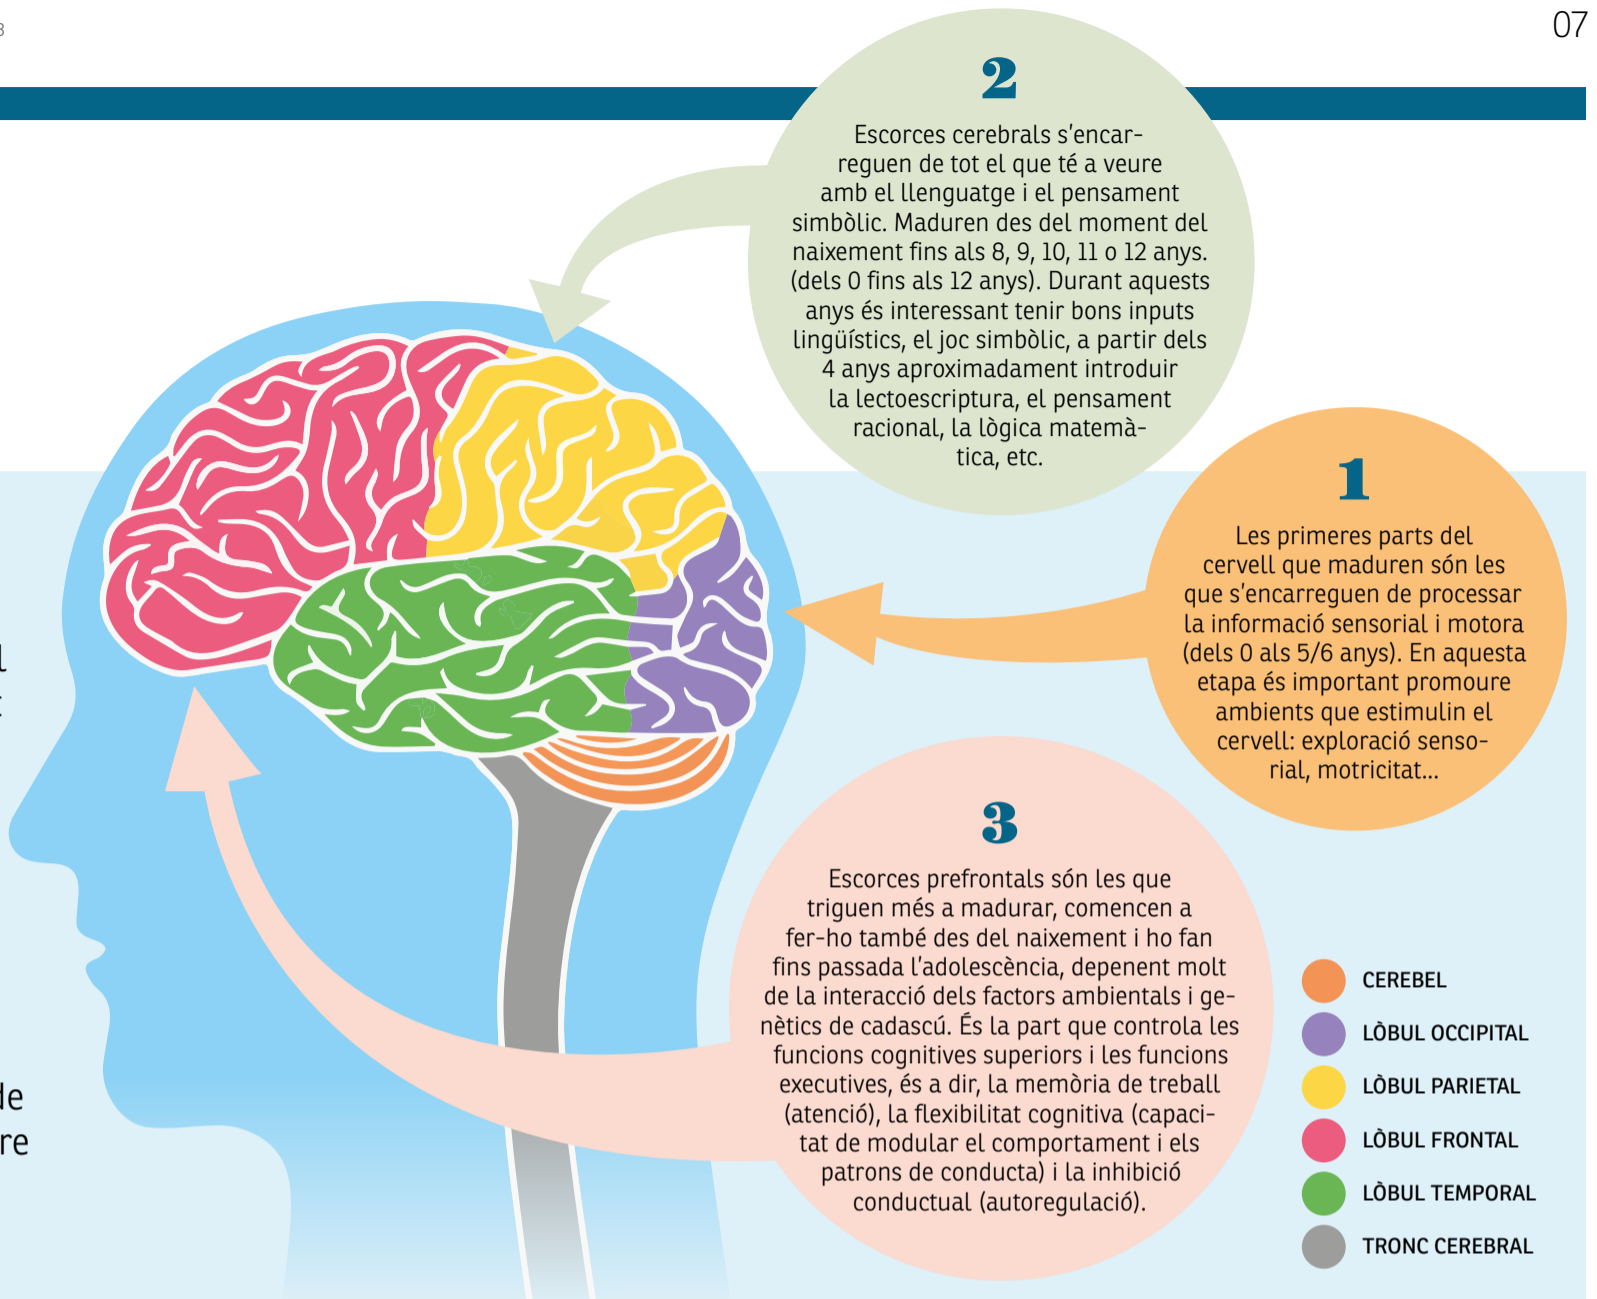 3
07
2
Escorces cerebrals s’encar-
reguen de tot el que té a veure
amb el llenguatge i el pensament
simbòlic. Maduren des del moment del
naixement fins als 8, 9, 10, 11 o 12 anys.
(dels 0 fins als 12 anys). Durant aquests
anys és interessant tenir bons inputs
lingüístics, el joc simbòlic, a partir dels
4 anys aproximadament introduir
la lectoescriptura, el pensament
racional, la lògica matemà-
tica, etc.
1
Les primeres parts del
cervell que maduren són les
que s’encarreguen de processar
la informació sensorial i motora
(dels 0 als 5/6 anys). En aquesta
etapa és important promoure
ambients que estimulin el
cervell: exploració senso-
rial, motricitat...
3
Escorces prefrontals són les que
triguen més a madurar, comencen a
fer-ho també des del naixement i ho fan
fins passada l’adolescència, depenent molt
de la interacció dels factors ambientals i ge-
nètics de cadascú. És la part que controla les
funcions cognitives superiors i les funcions
executives, és a dir, la memòria de treball
(atenció), la flexibilitat cognitiva (capaci-
tat de modular el comportament i els
patrons de conducta) i la inhibició
conductual (autoregulació).
CEREBEL
LÒBUL OCCIPITAL
LÒBUL PARIETAL
LÒBUL FRONTAL
LÒBUL TEMPORAL
TRONC CEREBRAL
de
re